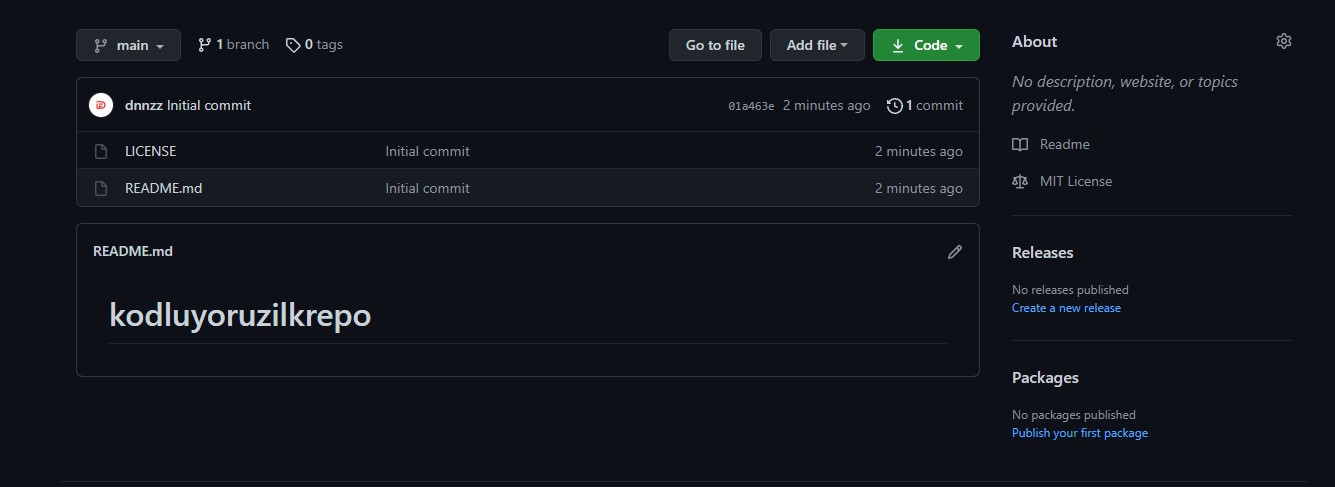 main 1 branch 0 tags Go to file Add file Code
dnnzz Initial commit 01a463e 2 minutes ago 1 commit
LICENSE Initial commit 2 minutes ago
README.md Initial commit 2 minutes ago
README.md
kodluyoruzilkrepo
About
No description, website, or topics
provided.
Readme
MIT License
Releases
No releases published
Create a new release
Packages
No packages published
Publish your first package